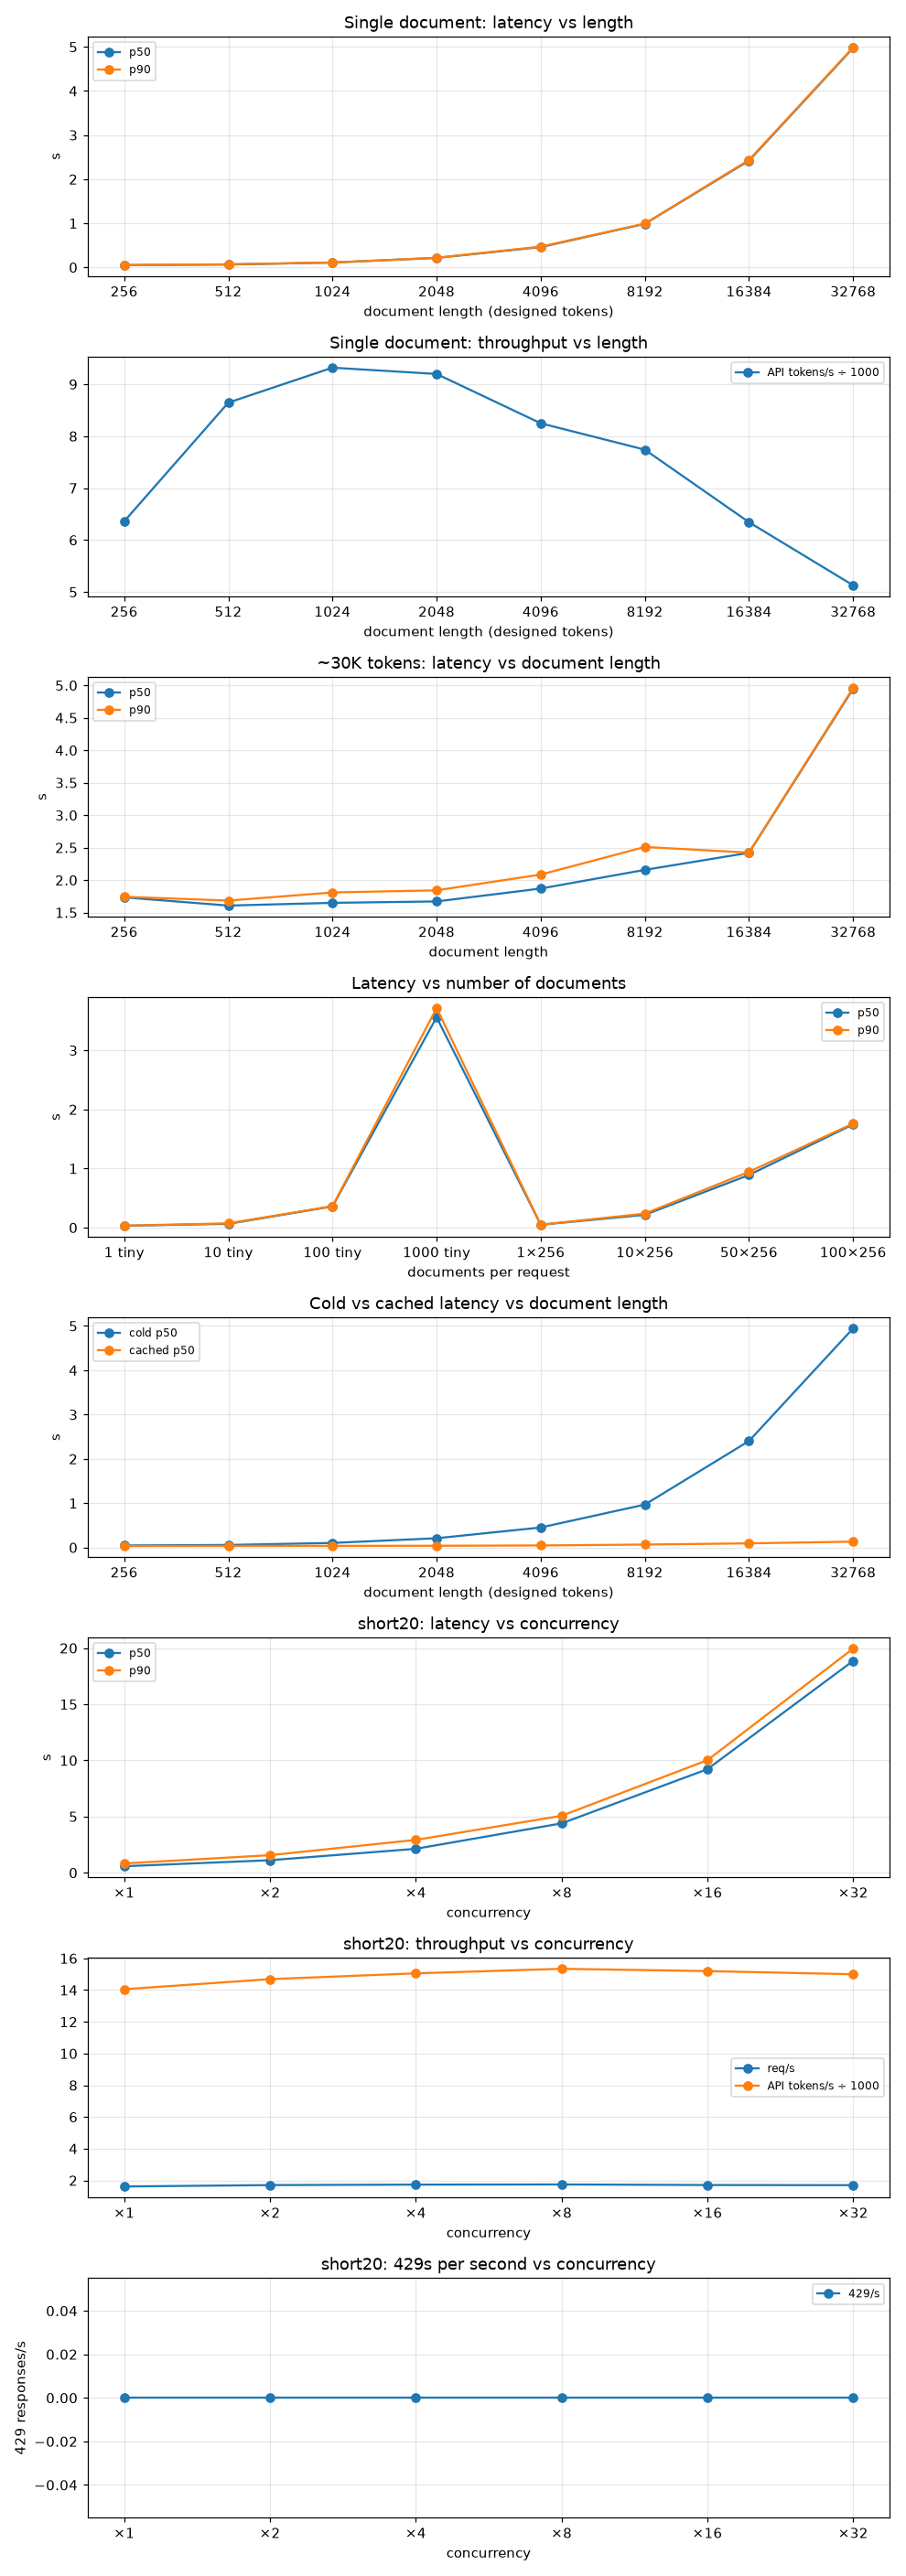 Single document: latency vs length
p50
p90
5
4
3
2
1
0
s
256 512 1024 2048 4096 8192 16384 32768
document length (designed tokens)
Single document: throughput vs length
API tokens/s ÷ 1000
9
8
7
6
5
256 512 1024 2048 4096 8192 16384 32768
document length (designed tokens)
~30K tokens: latency vs document length
p50
p90
5.0
4.5
4.0
3.5
3.0
2.5
2.0
1.5
s
256 512 1024 2048 4096 8192 16384 32768
document length
Latency vs number of documents
p50
p90
3
2
1
0
s
1 tiny 10 tiny 100 tiny 1000 tiny 1×256 10×256 50×256 100×256
documents per request
Cold vs cached latency vs document length
cold p50
cached p50
5
4
3
2
1
0
s
256 512 1024 2048 4096 8192 16384 32768
document length (designed tokens)
short20: latency vs concurrency
p50
p90
20
15
10
5
0
s
×1 ×2 ×4 ×8 ×16 ×32
concurrency
short20: throughput vs concurrency
16
14
12
10
8
6
4
2
req/s
API tokens/s ÷ 1000
×1 ×2 ×4 ×8 ×16 ×32
concurrency
short20: 429s per second vs concurrency
429/s
0.04
0.02
0.00
−0.02
−0.04
429 responses/s
×1 ×2 ×4 ×8 ×16 ×32
concurrency